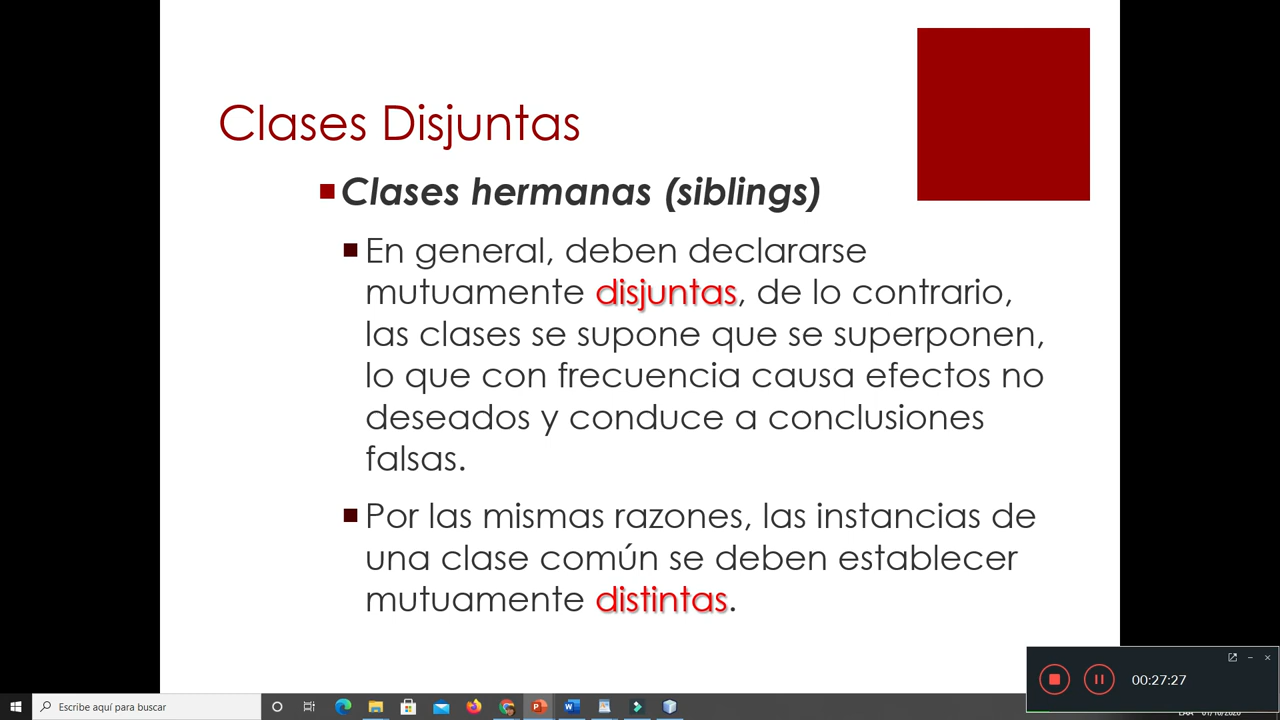 Clases Disjuntas
Clases hermanas (siblings)
En general, deben declararse
mutuamente disjuntas, de lo contrario,
las clases se supone que se superponen,
lo que con frecuencia causa efectos no
deseados y conduce a conclusiones
falsas.
Por las mismas razones, las instancias de
una clase común se deben establecer
mutuamente distintas.
00:27:27
Escribe aquí para buscar